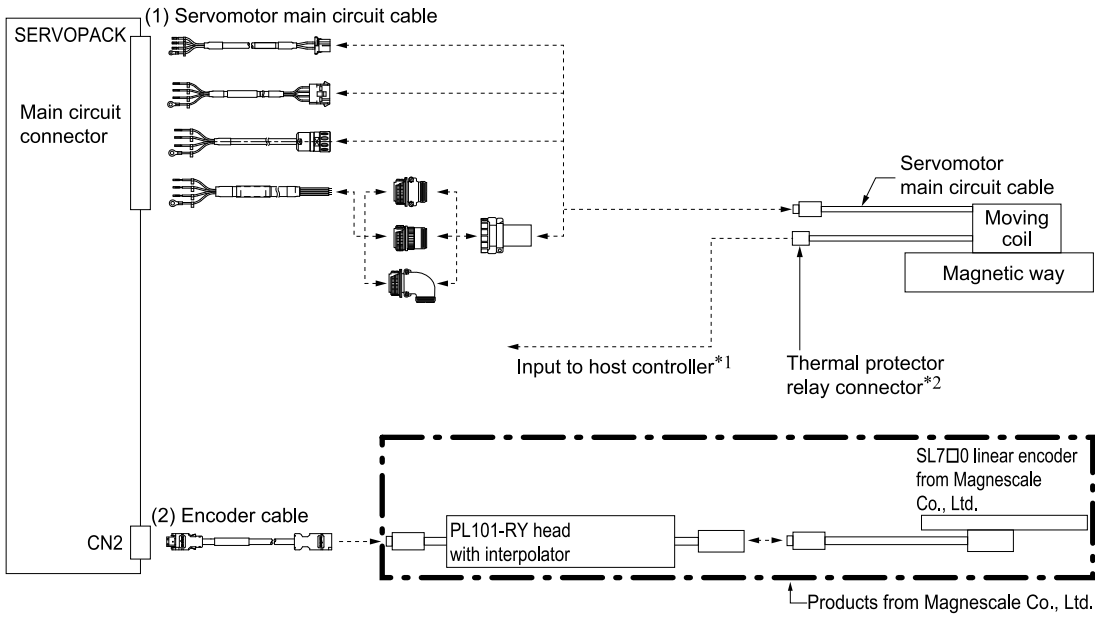 (1) Servomotor main circuit cable
SERVOPACK
Main circuit
connector
Servomotor
main circuit cable
Moving
coil
Magnetic way
Input to host controller*1
Thermal protector
relay connector*2
SL7□0 linear encoder
from Magnescale
Co., Ltd.
(2) Encoder cable
CN2
PL101-RY head
with interpolator
Products from Magnescale Co., Ltd.